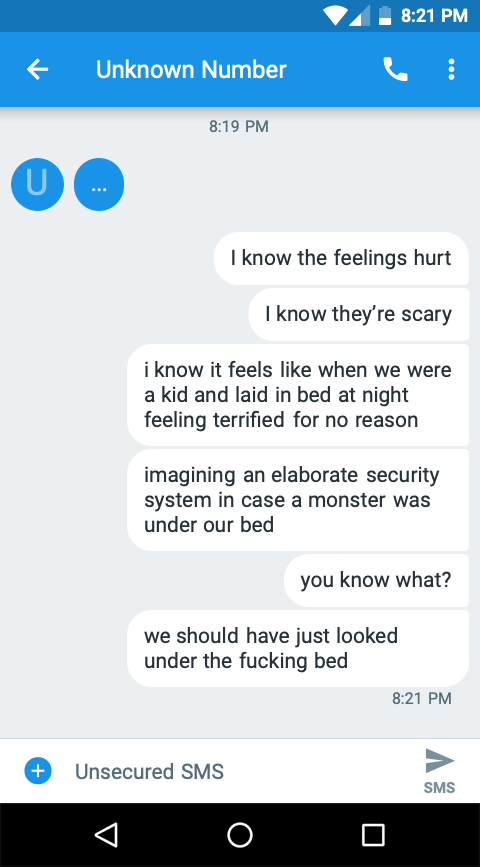 8:21 PM
Unknown Number
8:19 PM
U
...
I know the feelings hurt
I know they’re scary
i know it feels like when we were
a kid and laid in bed at night
feeling terrified for no reason
imagining an elaborate security
system in case a monster was
under our bed
you know what?
we should have just looked
under the fucking bed
8:21 PM
Unsecured SMS
SMS